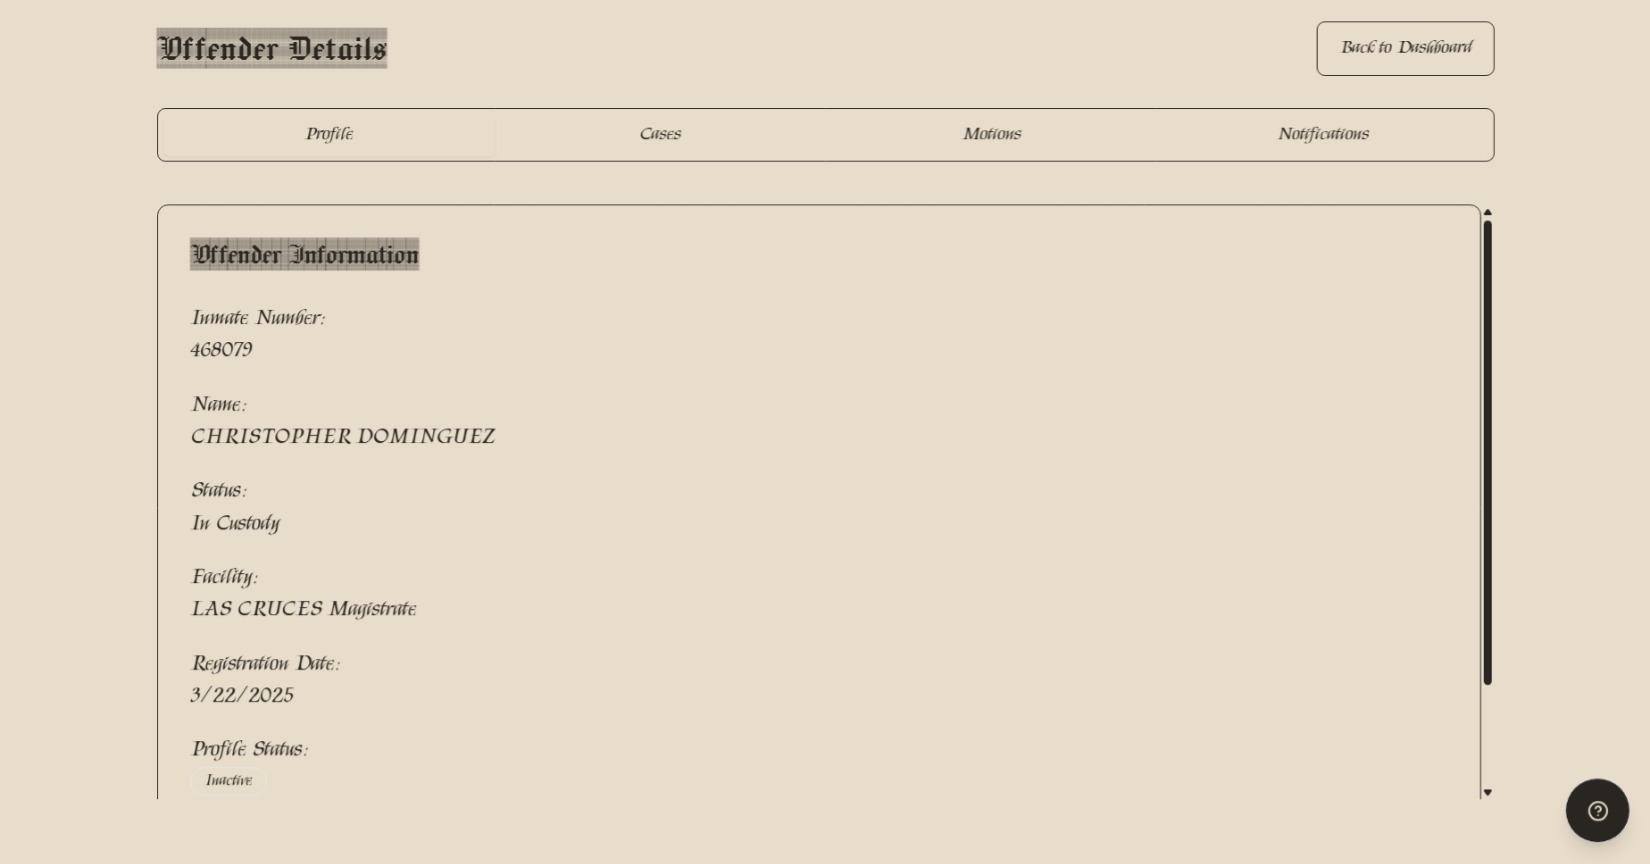 Offender Details
Back to Dashboard
Profile
Cases
Motions
Notifications
Offender Information
Inmate Number:
468079
Name:
CHRISTOPHER DOMINGUEZ
Status:
In Custody
Facility:
LAS CRUCES Magistrate
Registration Date:
3/22/2025
Profile Status:
Inactive